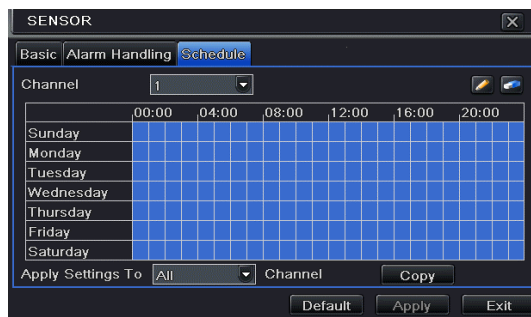 SENSOR
Basic Alarm Handling Schedule
Channel 1
00:00 04:00 08:00 12:00 16:00 20:00
Sunday
Monday
Tuesday
Wednesday
Thursday
Friday
Saturday
Apply Settings To All Channel Copy
Default Apply Exit